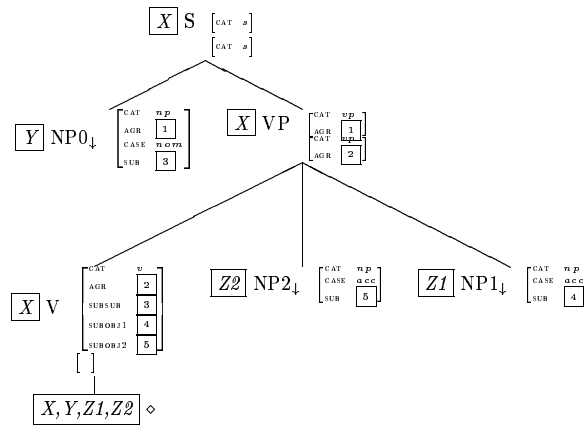 X S [CAT s]
[CAT s]
Y NP0↓ [CAT np
AGR 1
CASE nom
SUB 3]
X VP [CAT vp
AGR 1]
[CAT vp
AGR 2]
X V [CAT v
AGR 2
SUBSUB 3
SUBOBJ1 4
SUBOBJ2 5]
[ ]
Z2 NP2↓ [CAT np
CASE acc
SUB 5]
Z1 NP1↓ [CAT np
CASE acc
SUB 4]
X,Y,Z1,Z2 ⋄